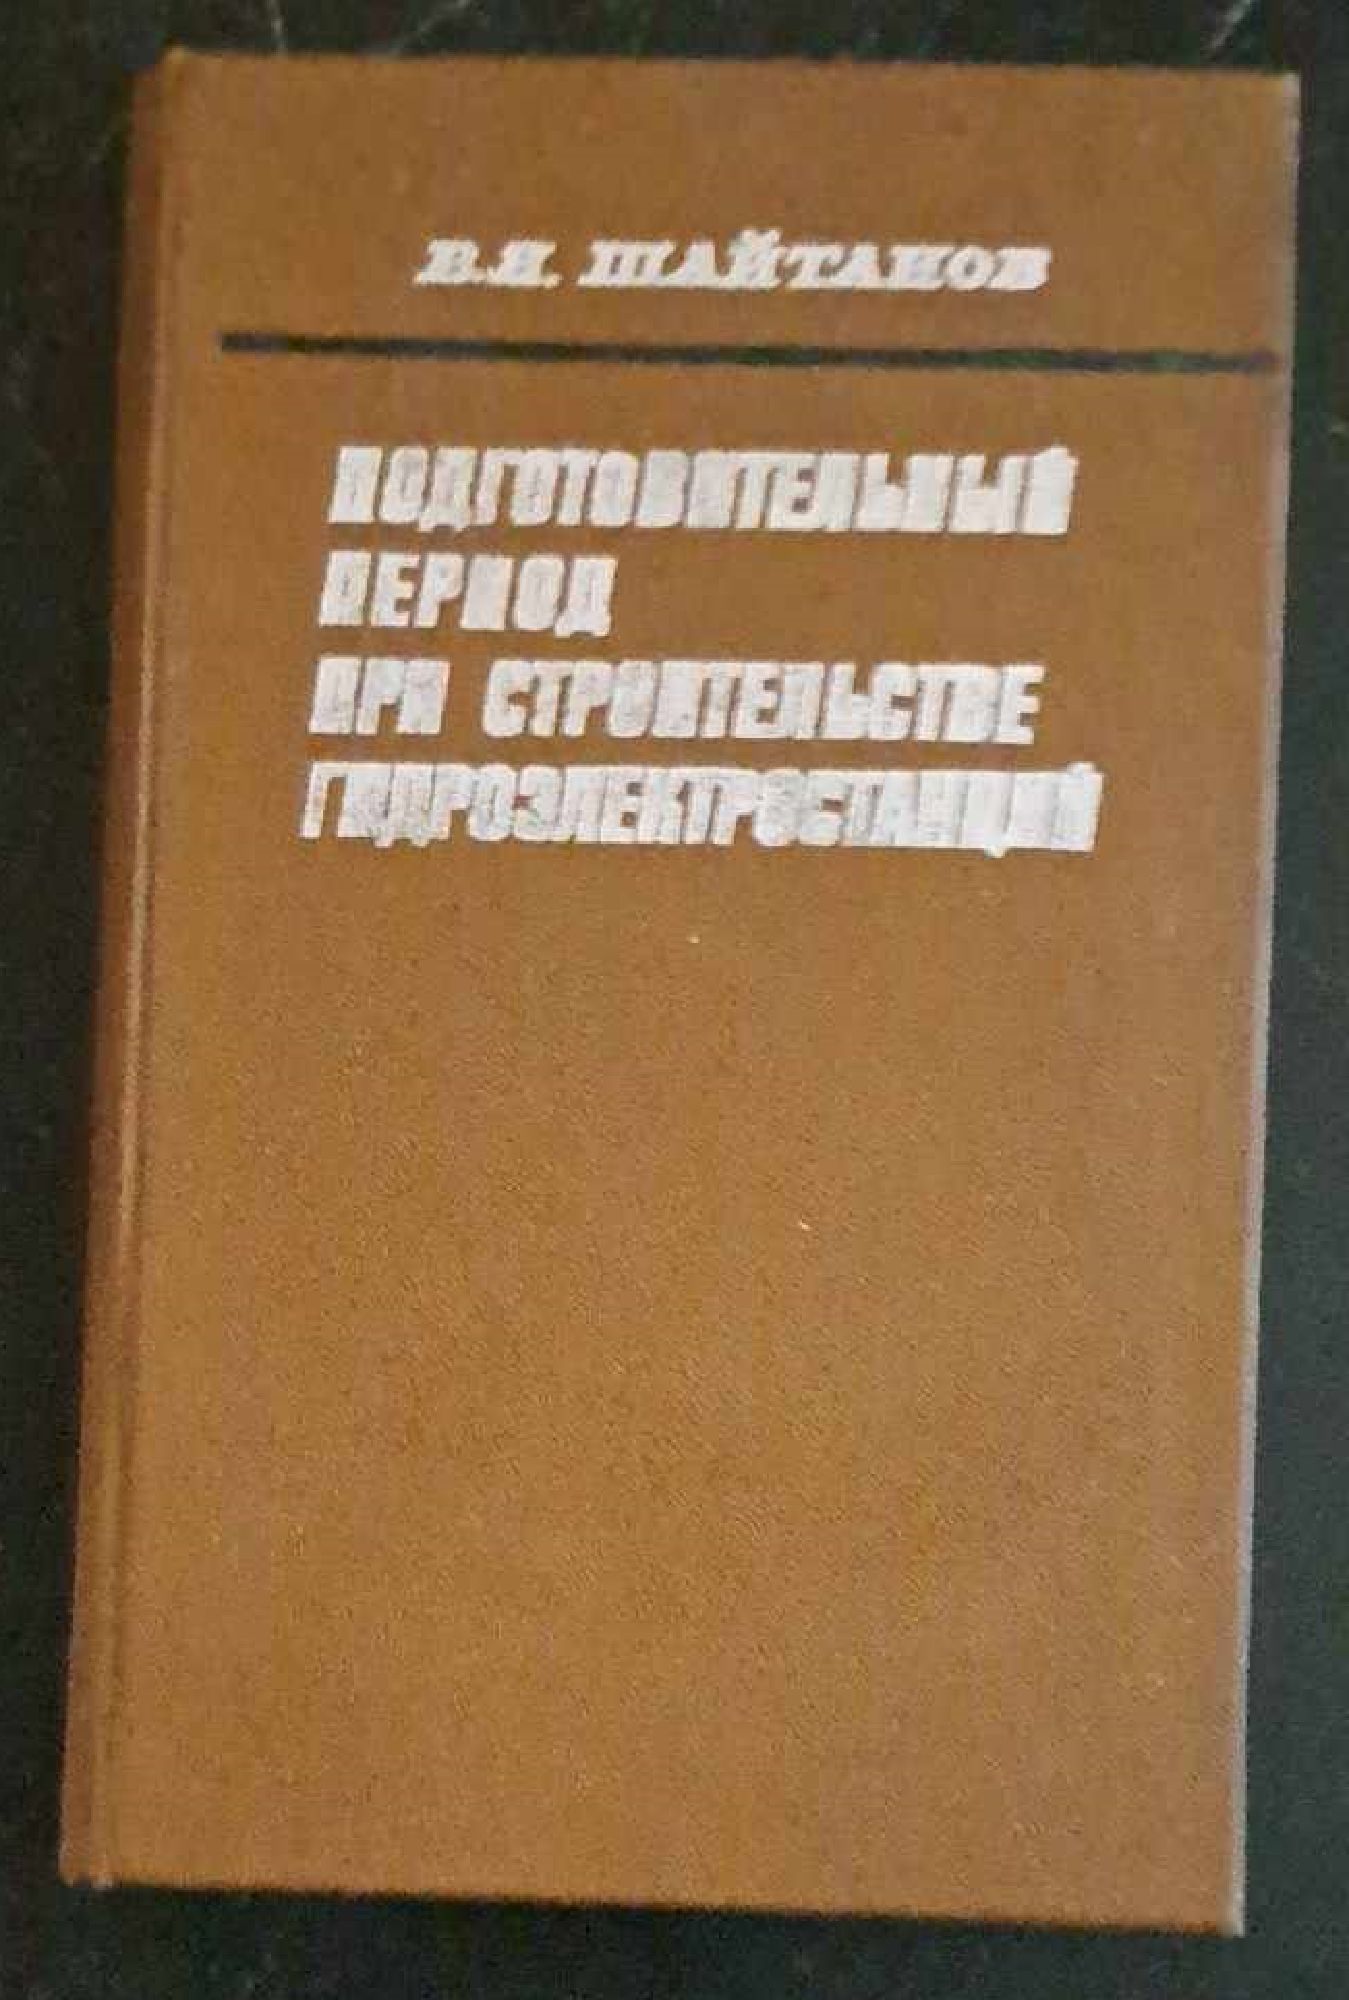 В.Я. ШАЙТАНОВ
ПОДГОТОВИТЕЛЬНЫЙ
ПЕРИОД
ПРИ СТРОИТЕЛЬСТВЕ
ГИДРОЭЛЕКТРОСТАНЦИЙ